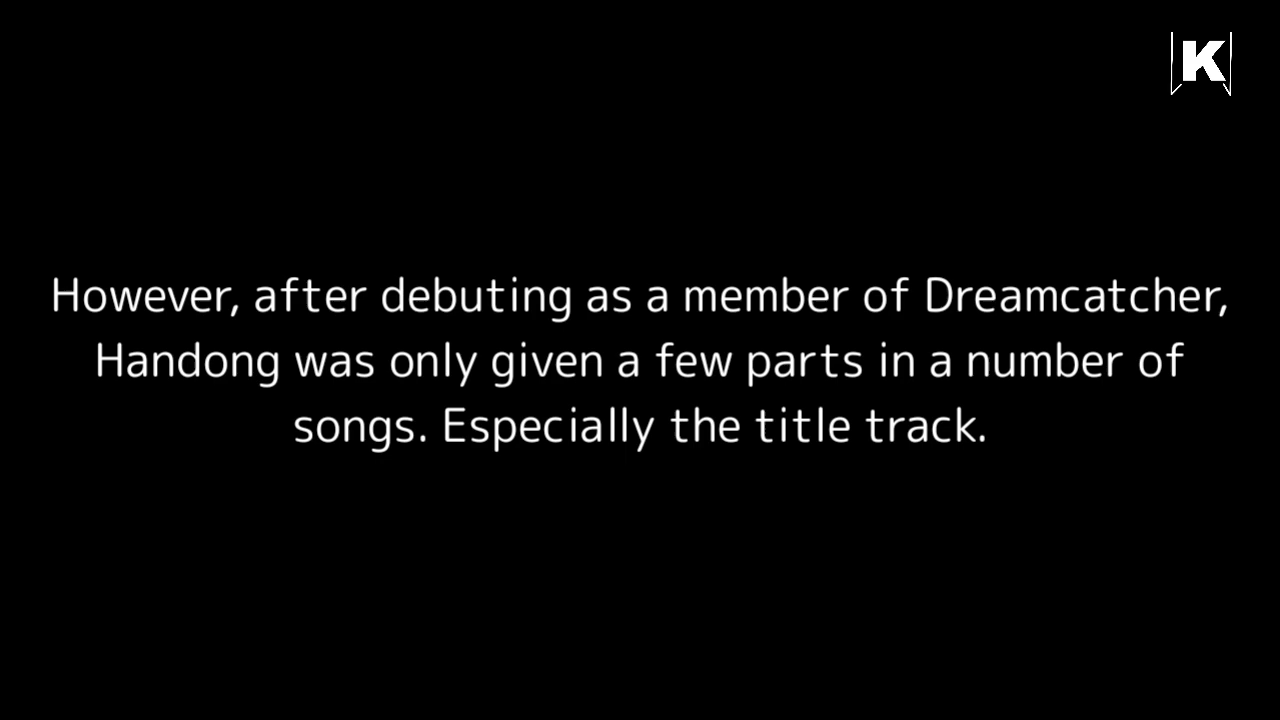 K
However, after debuting as a member of Dreamcatcher,
Handong was only given a few parts in a number of
songs. Especially the title track.